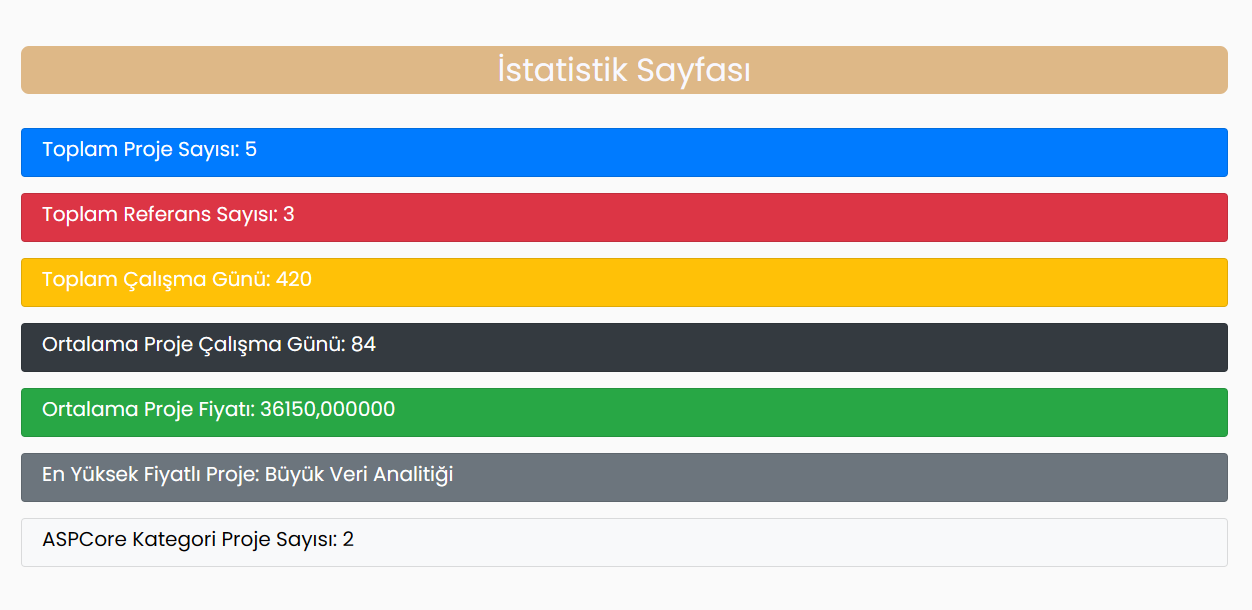 İstatistik Sayfası
Toplam Proje Sayısı: 5
Toplam Referans Sayısı: 3
Toplam Çalışma Günü: 420
Ortalama Proje Çalışma Günü: 84
Ortalama Proje Fiyatı: 36150,000000
En Yüksek Fiyatlı Proje: Büyük Veri Analitiği
ASPCore Kategori Proje Sayısı: 2